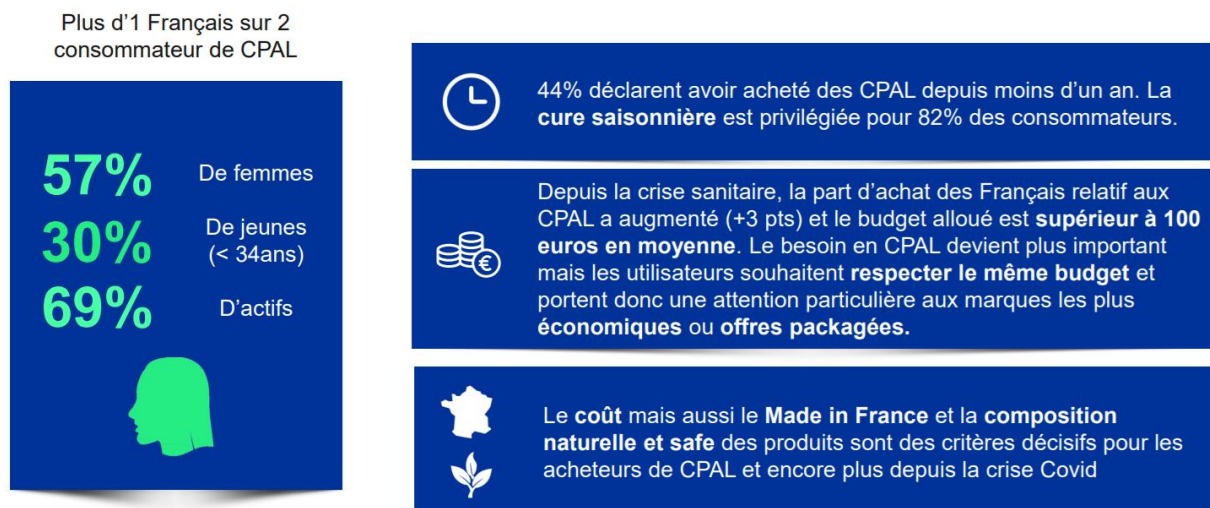 Plus d’1 Français sur 2
consommateur de CPAL
57% De femmes
30% De jeunes
(< 34ans)
69% D’actifs
44% déclarent avoir acheté des CPAL depuis moins d’un an. La
cure saisonnière est privilégiée pour 82% des consommateurs.
Depuis la crise sanitaire, la part d’achat des Français relatif aux
CPAL a augmenté (+3 pts) et le budget alloué est supérieur à 100
euros en moyenne. Le besoin en CPAL devient plus important
mais les utilisateurs souhaitent respecter le même budget et
portent donc une attention particulière aux marques les plus
économiques ou offres packagées.
Le coût mais aussi le Made in France et la composition
naturelle et safe des produits sont des critères décisifs pour les
acheteurs de CPAL et encore plus depuis la crise Covid